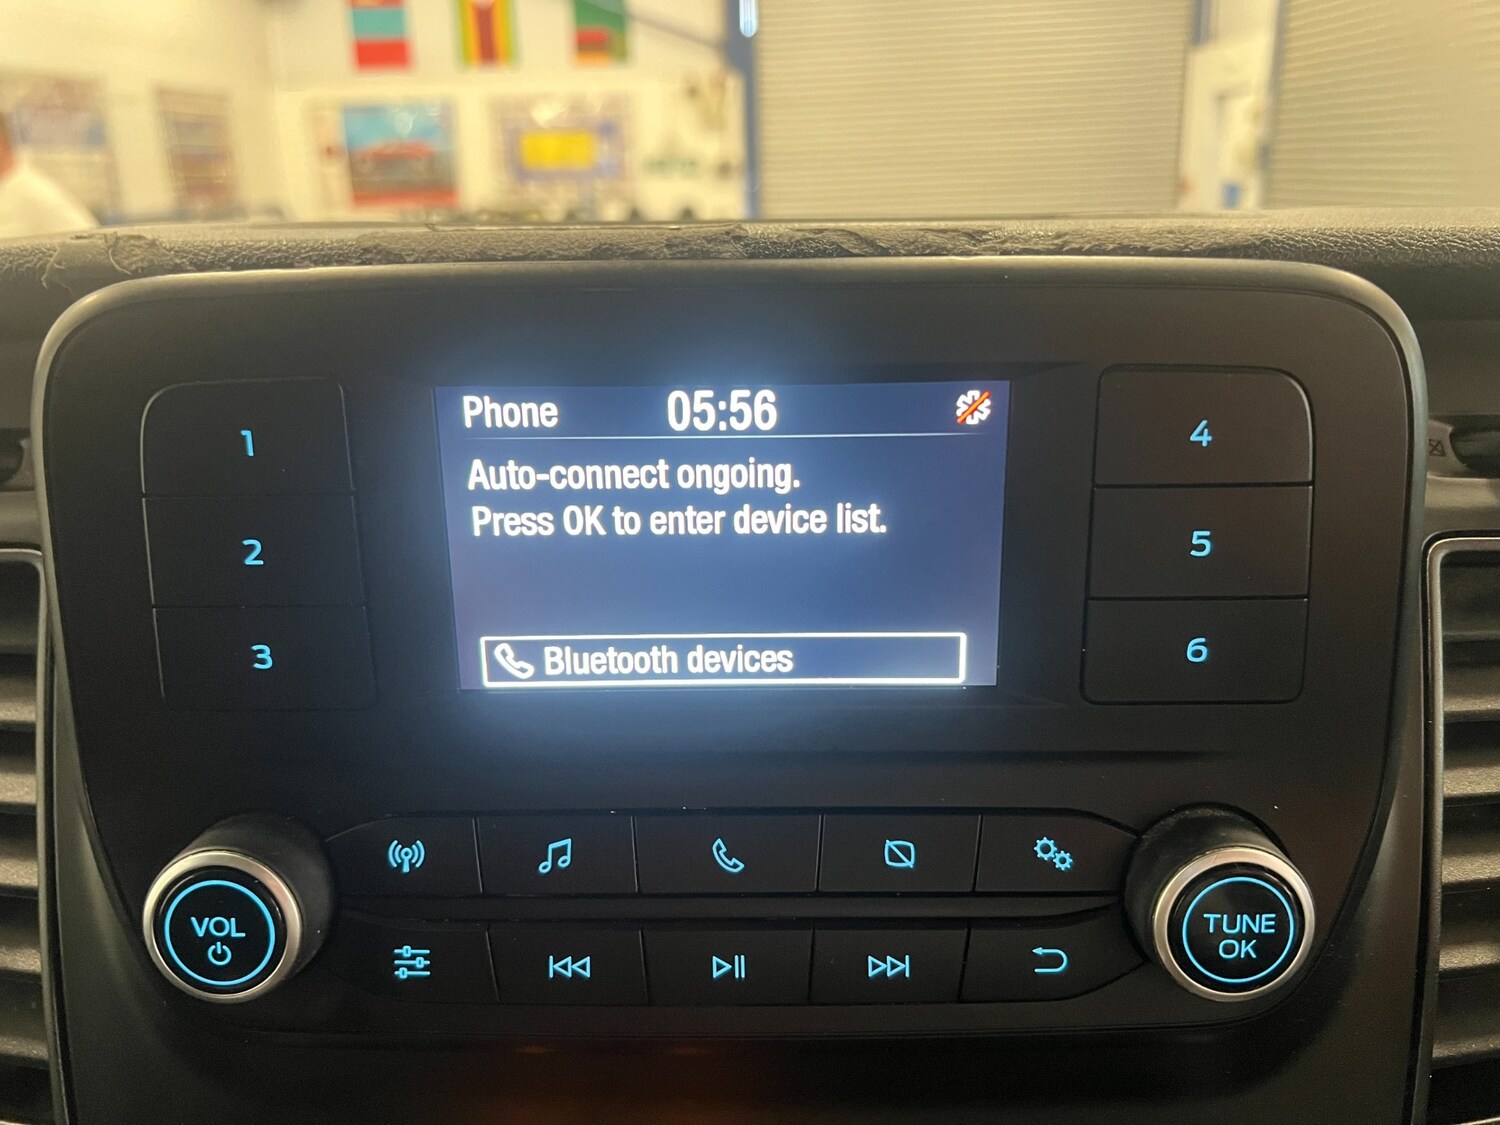 Phone 05:56
Auto-connect ongoing.
Press OK to enter device list.
Bluetooth devices
1
2
3
4
5
6
VOL
TUNE
OK